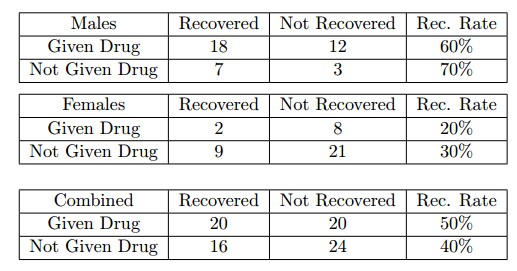 Males Recovered Not Recovered Rec. Rate
Given Drug 18 12 60%
Not Given Drug 7 3 70%
Females Recovered Not Recovered Rec. Rate
Given Drug 2 8 20%
Not Given Drug 9 21 30%
Combined Recovered Not Recovered Rec. Rate
Given Drug 20 20 50%
Not Given Drug 16 24 40%